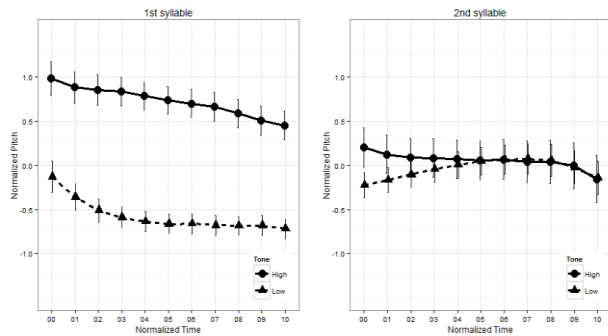 1st syllable
Normalized Pitch
1.0
0.5
0.0
-0.5
-1.0
Tone
High
Low
00 01 02 03 04 05 06 07 08 09 10
Normalized Time
2nd syllable
Normalized Pitch
1.0
0.5
0.0
-0.5
-1.0
Tone
High
Low
00 01 02 03 04 05 06 07 08 09 10
Normalized Time